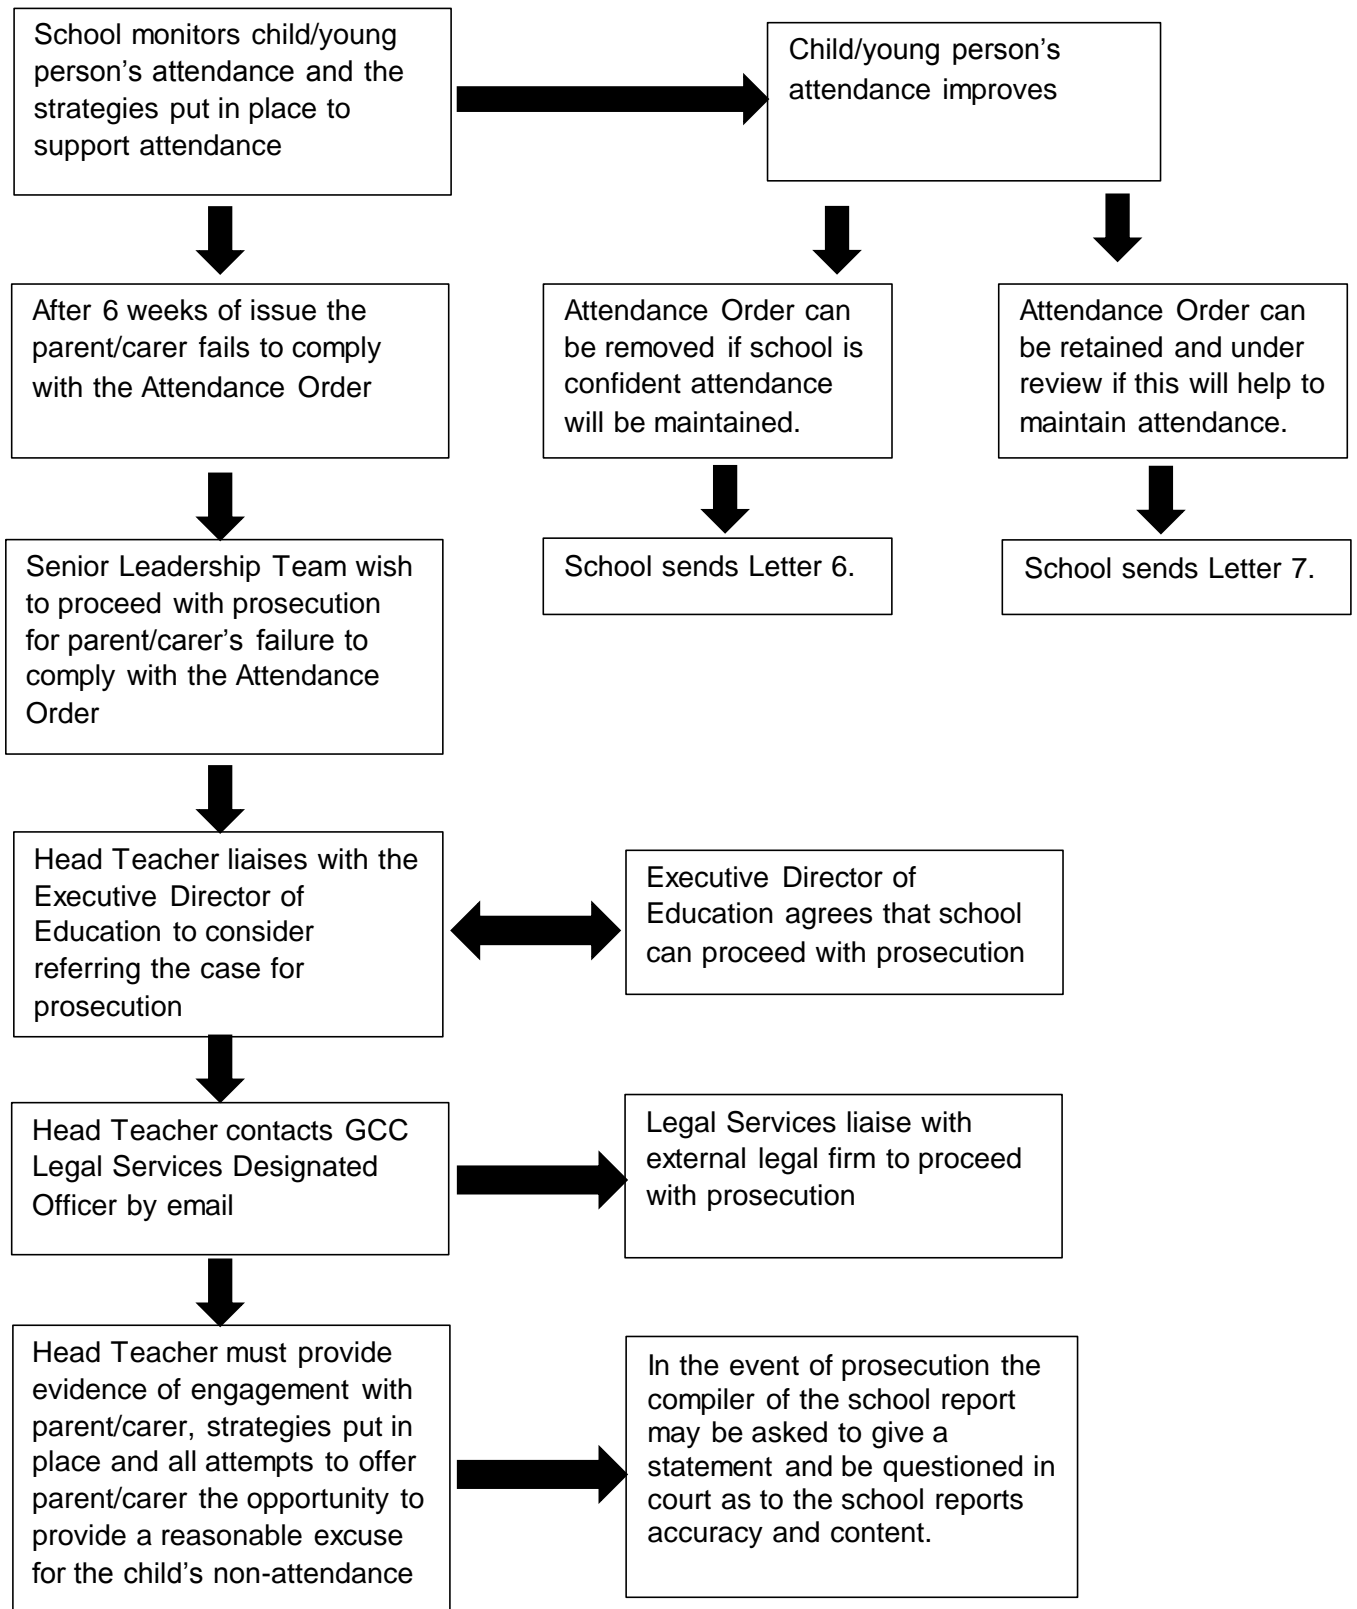 School monitors child/young
person’s attendance and the
strategies put in place to
support attendance
Child/young person’s
attendance improves
After 6 weeks of issue the
parent/carer fails to comply
with the Attendance Order
Attendance Order can
be removed if school is
confident attendance
will be maintained.
Attendance Order can
be retained and under
review if this will help to
maintain attendance.
Senior Leadership Team wish
to proceed with prosecution
for parent/carer’s failure to
comply with the Attendance
Order
School sends Letter 6.
School sends Letter 7.
Head Teacher liaises with the
Executive Director of
Education to consider
referring the case for
prosecution
Executive Director of
Education agrees that school
can proceed with prosecution
Head Teacher contacts GCC
Legal Services Designated
Officer by email
Legal Services liaise with
external legal firm to proceed
with prosecution
Head Teacher must provide
evidence of engagement with
parent/carer, strategies put in
place and all attempts to offer
parent/carer the opportunity to
provide a reasonable excuse
for the child’s non-attendance
In the event of prosecution the
compiler of the school report
may be asked to give a
statement and be questioned in
court as to the school reports
accuracy and content.